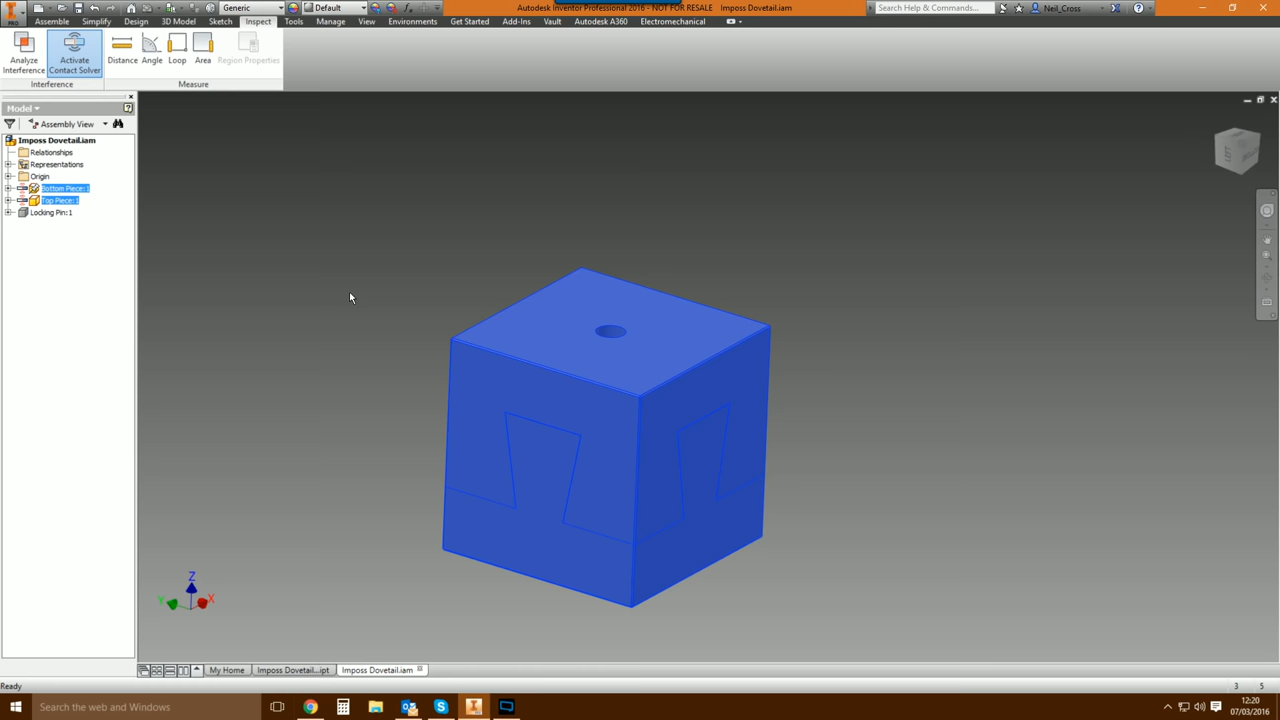 Generic
Default
Autodesk Inventor Professional 2016 - NOT FOR RESALE Imposs Dovetail.iam
Search Help & Commands...
Neil_Cross
PRO
Assembly Simplify Design 3D Model Sketch Inspect Tools Manage View Environments Get Started Add-Ins Vault Autodesk A360 Electromechanical
Analyze Interference
Activate Contact Solver
Distance
Angle
Loop
Area
Region Properties
Interference
Measure
Model
Assembly View
Imposs Dovetail.iam
Relationships
Representations
Origin
Bottom Piece:1
Top Piece:1
Locking Pin:1
Z
Y
X
My Home
Imposs Dovetail...ipt
Imposs Dovetail.iam
Ready
3 5
Search the web and Windows
12:20
07/03/2016